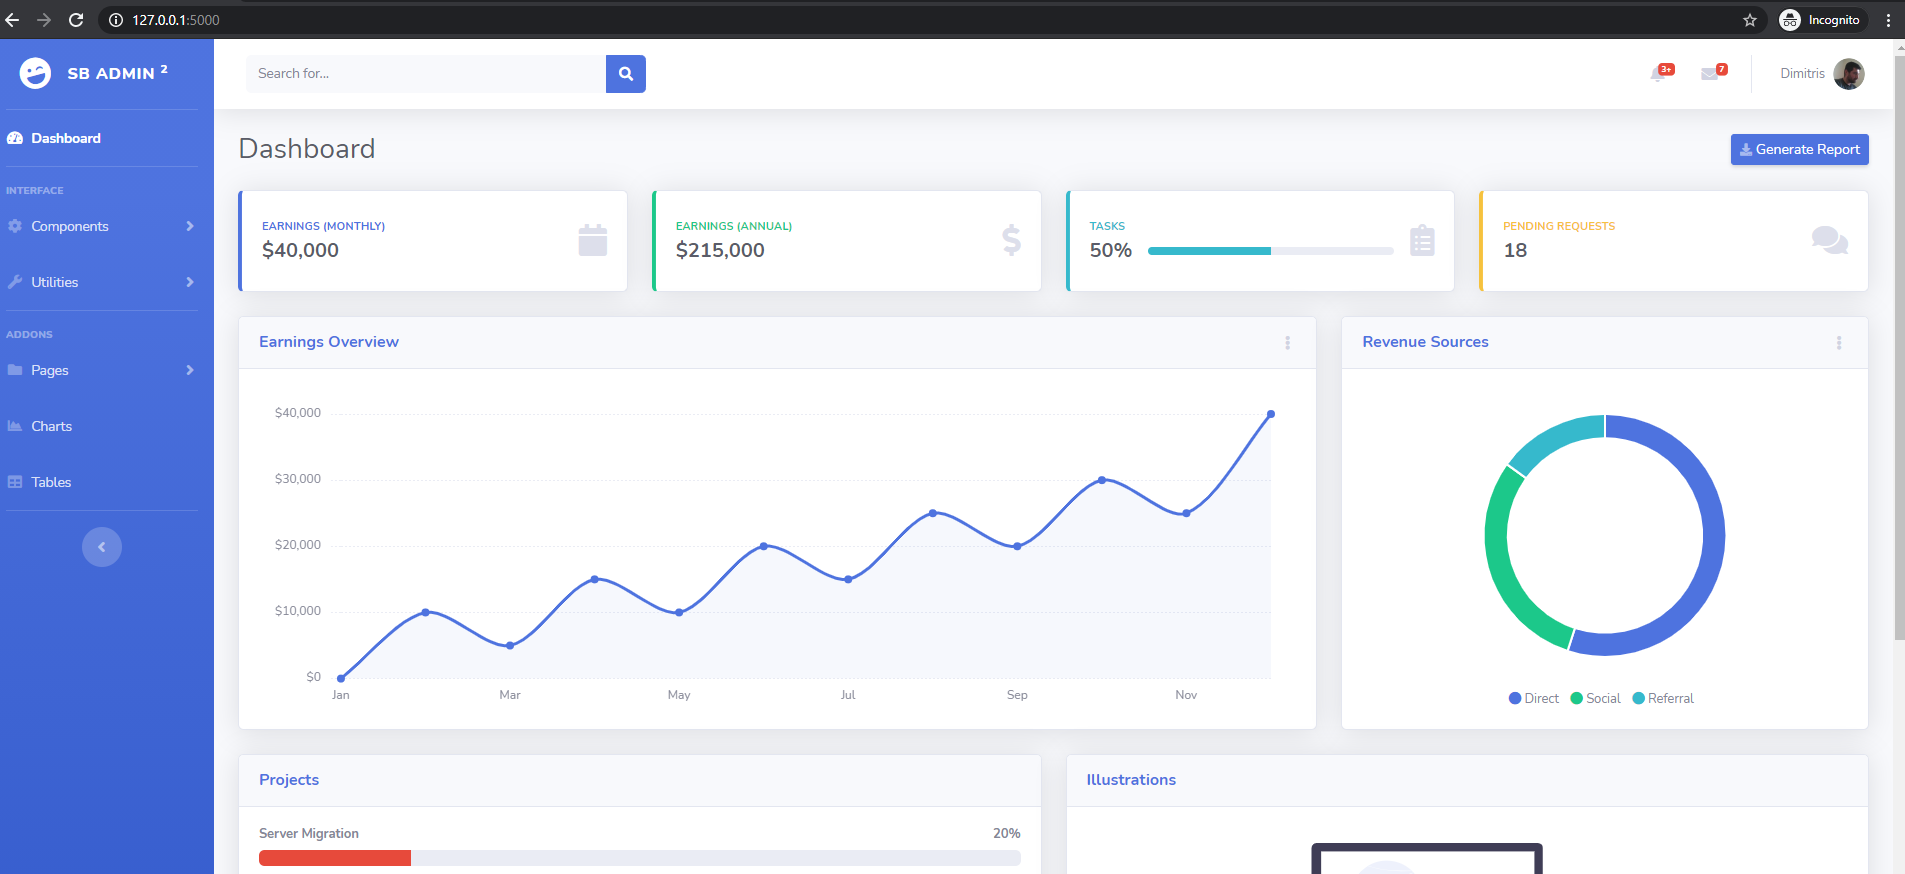 127.0.0.1:5000
Incognito
SB ADMIN 2
Search for...
3+
7
Dimitris
Dashboard
INTERFACE
Components
Utilities
ADDONS
Pages
Charts
Tables
Dashboard
Generate Report
EARNINGS (MONTHLY)
$40,000
EARNINGS (ANNUAL)
$215,000
TASKS
50%
PENDING REQUESTS
18
Earnings Overview
$40,000
$30,000
$20,000
$10,000
$0
Jan Mar May Jul Sep Nov
Revenue Sources
Direct Social Referral
Projects
Server Migration 20%
Illustrations